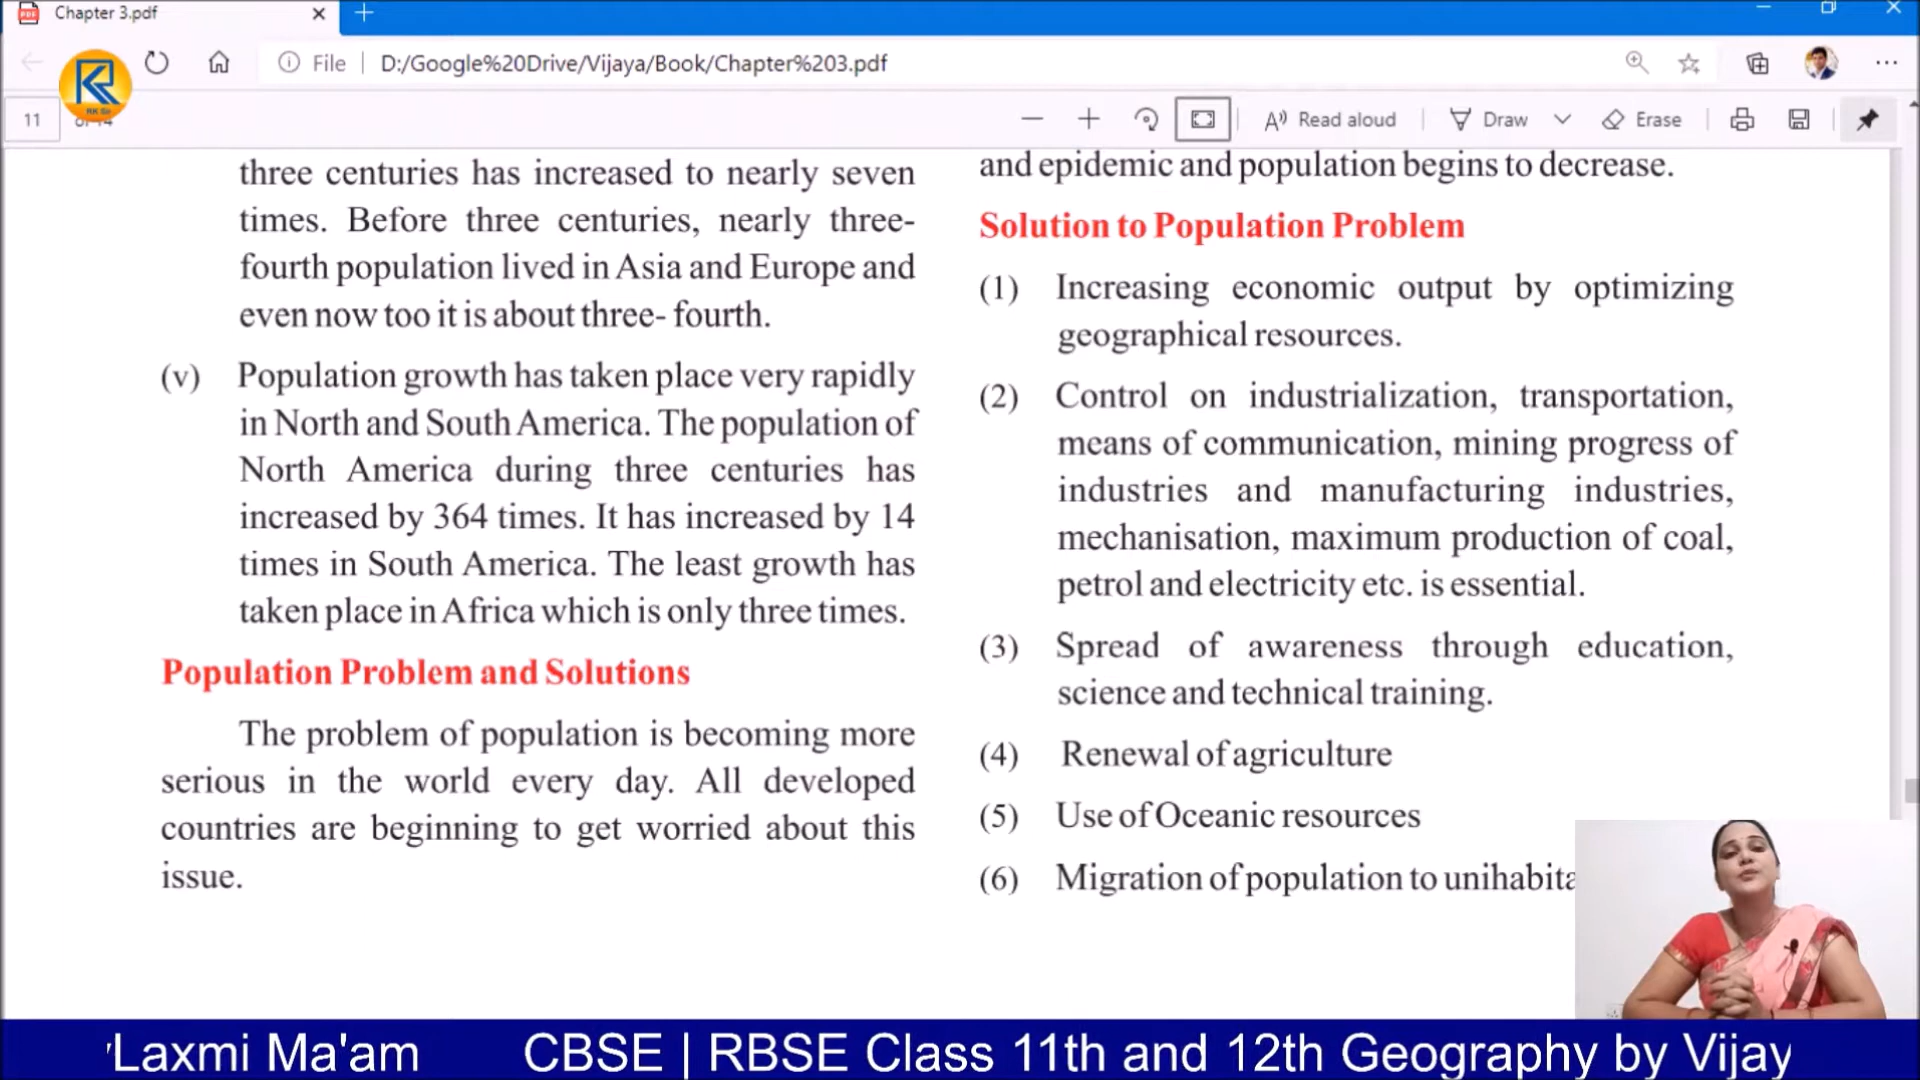 Chapter 3.pdf
File
D:/Google%20Drive/Vijaya/Book/Chapter%203.pdf
RK Sir
11
of 14
Read aloud
Draw
Erase
three centuries has increased to nearly seven
times. Before three centuries, nearly three-
fourth population lived in Asia and Europe and
even now too it is about three- fourth.
(v) Population growth has taken place very rapidly
in North and South America. The population of
North America during three centuries has
increased by 364 times. It has increased by 14
times in South America. The least growth has
taken place in Africa which is only three times.
Population Problem and Solutions
The problem of population is becoming more
serious in the world every day. All developed
countries are beginning to get worried about this
issue.
and epidemic and population begins to decrease.
Solution to Population Problem
(1) Increasing economic output by optimizing
geographical resources.
(2) Control on industrialization, transportation,
means of communication, mining progress of
industries and manufacturing industries,
mechanisation, maximum production of coal,
petrol and electricity etc. is essential.
(3) Spread of awareness through education,
science and technical training.
(4) Renewal of agriculture
(5) Use of Oceanic resources
(6) Migration of population to unihabita
Laxmi Ma'am CBSE | RBSE Class 11th and 12th Geography by Vijay